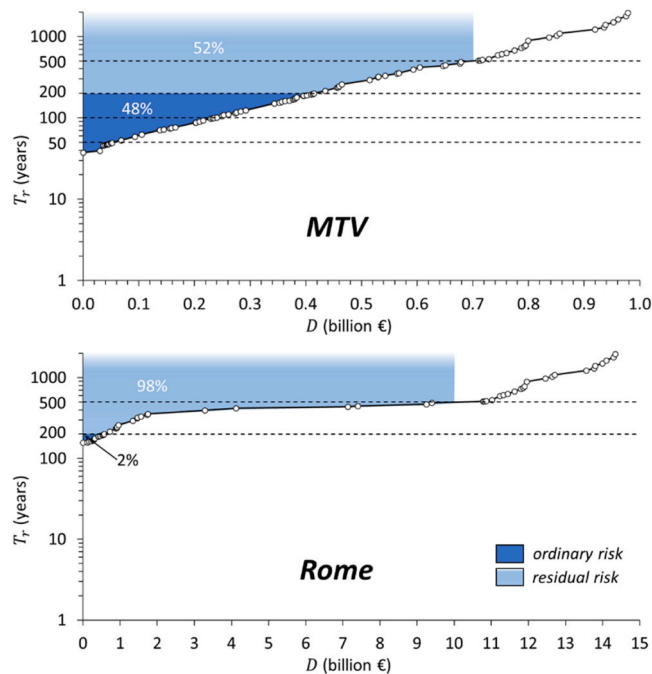 1000
500
200
100
50
10
1
T_r (years)
52%
48%
MTV
0.0 0.1 0.2 0.3 0.4 0.5 0.6 0.7 0.8 0.9 1.0
D (billion €)
1000
500
200
100
10
1
T_r (years)
98%
2%
Rome
ordinary risk
residual risk
0 1 2 3 4 5 6 7 8 9 10 11 12 13 14 15
D (billion €)